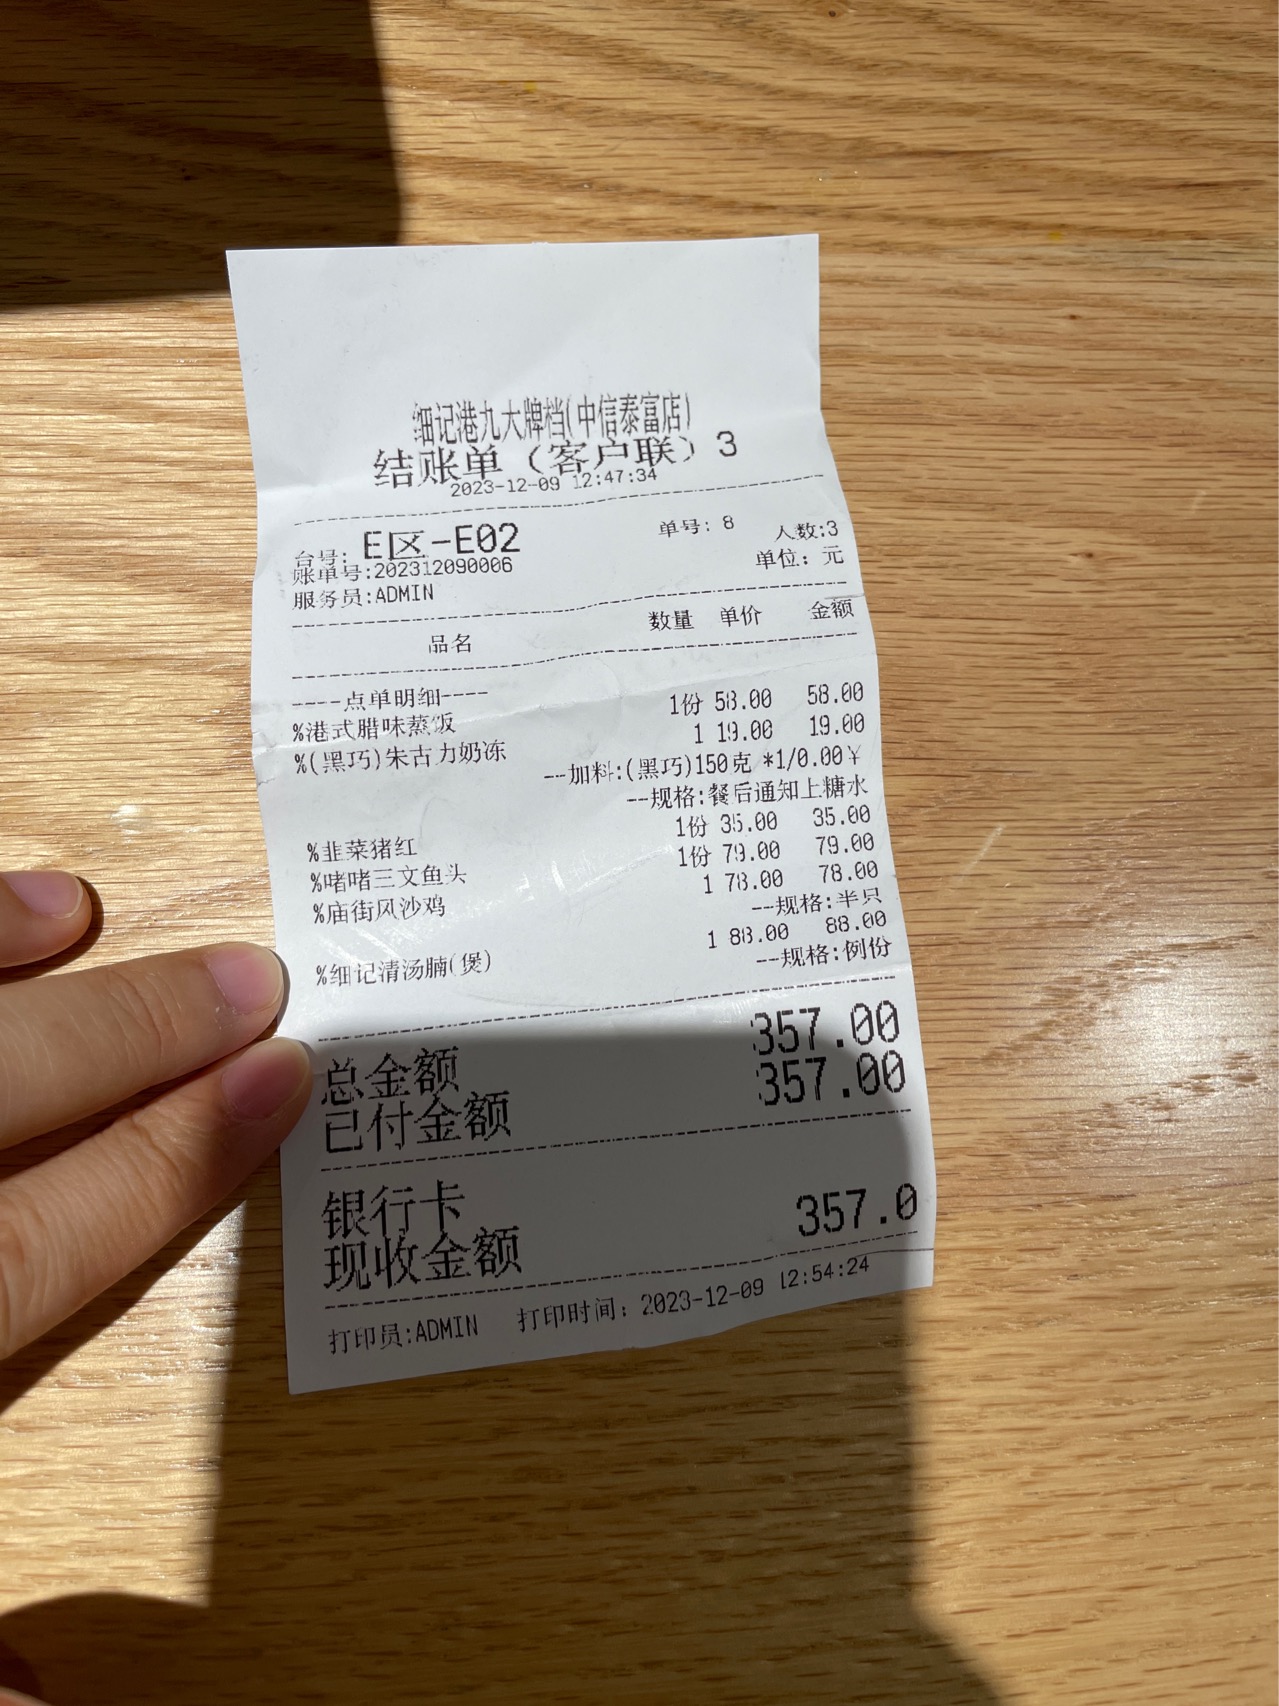 细记港九大牌档(中信泰富店)
结账单（客户联）3
2023-12-09 12:47:34
台号: E区-E02 单号: 8 人数:3
账单号:202312090006 单位: 元
服务员:ADMIN
品名 数量 单价 金额
----点单明细----
%港式腊味蒸饭 1份 58.00 58.00
%(黑巧)朱古力奶冻 1 19.00 19.00
--加料:(黑巧)150克 *1/0.00￥
--规格:餐后通知上糖水
%韭菜猪红 1份 35.00 35.00
%啫啫三文鱼头 1份 79.00 79.00
%庙街风沙鸡 1 78.00 78.00
--规格:半只
%细记清汤腩(煲) 1 88.00 88.00
--规格:例份
总金额 357.00
已付金额 357.00
银行卡 357.0
现收金额
打印员:ADMIN 打印时间: 2023-12-09 12:54:24